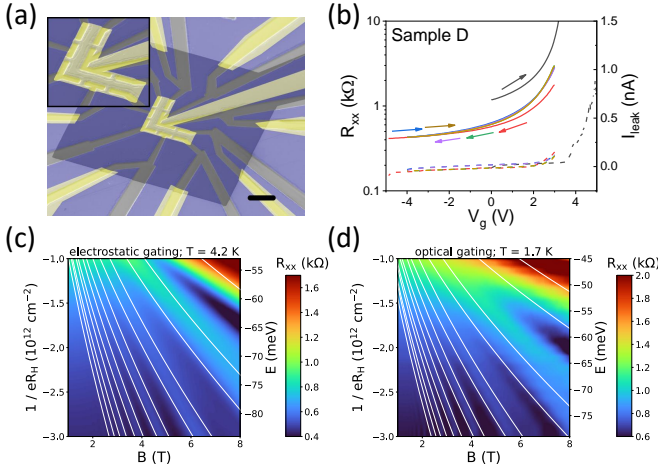 (a)
(b)
Sample D
R_xx (kΩ)
10
1
0.1
I_leak (nA)
1.5
1.0
0.5
0.0
-4 -2 0 2 4
V_g (V)
(c)
electrostatic gating; T = 4.2 K
1 / eR_H (10^12 cm^-2)
-1.0
-1.5
-2.0
-2.5
-3.0
2 4 6 8
B (T)
E (meV)
-55
-60
-65
-70
-75
-80
R_xx (kΩ)
1.6
1.4
1.2
1.0
0.8
0.6
0.4
(d)
optical gating; T = 1.7 K
1 / eR_H (10^12 cm^-2)
-1.0
-1.5
-2.0
-2.5
-3.0
2 4 6 8
B (T)
E (meV)
-45
-50
-55
-60
-65
-70
-75
R_xx (kΩ)
2.0
1.8
1.6
1.4
1.2
1.0
0.8
0.6